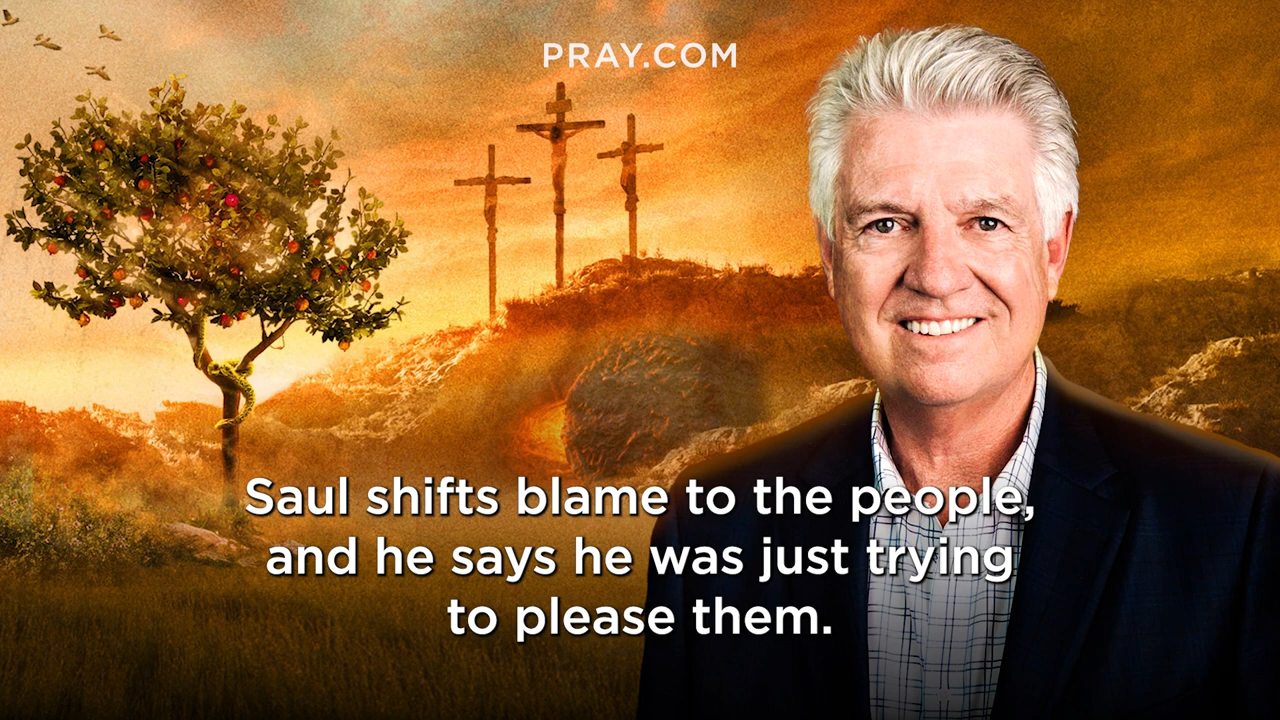 PRAY.COM
Saul shifts blame to the people,
and he says he was just trying
to please them.